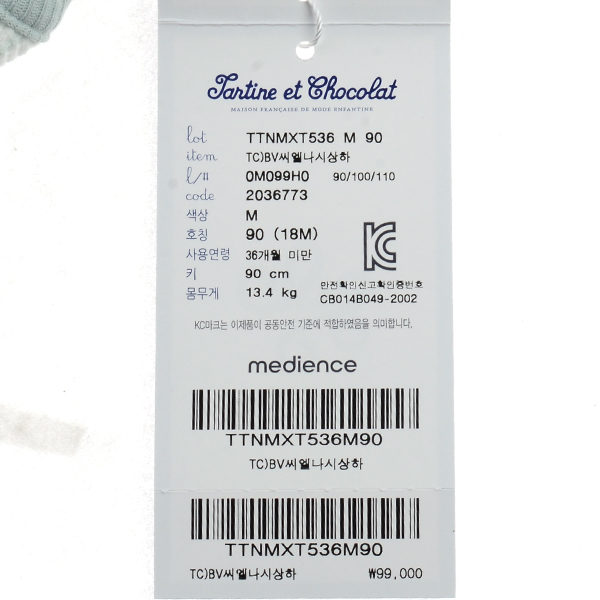 Tartine et Chocolat
MAISON FRANÇAISE DE MODE ENFANTINE
lot TTNMXT536 M 90
item TC)BV씨엘나시상하
l/# 0M099H0 90/100/110
code 2036773
색상 M
호칭 90 (18M)
사용연령 36개월 미만
키 90 cm
몸무게 13.4 kg
안전확인신고확인증번호
CB014B049-2002
KC마크는 이제품이 공동안전 기준에 적합하였음을 의미합니다.
medience
TTNMXT536M90
TC)BV씨엘나시상하
TTNMXT536M90
TC)BV씨엘나시상하 ₩99,000